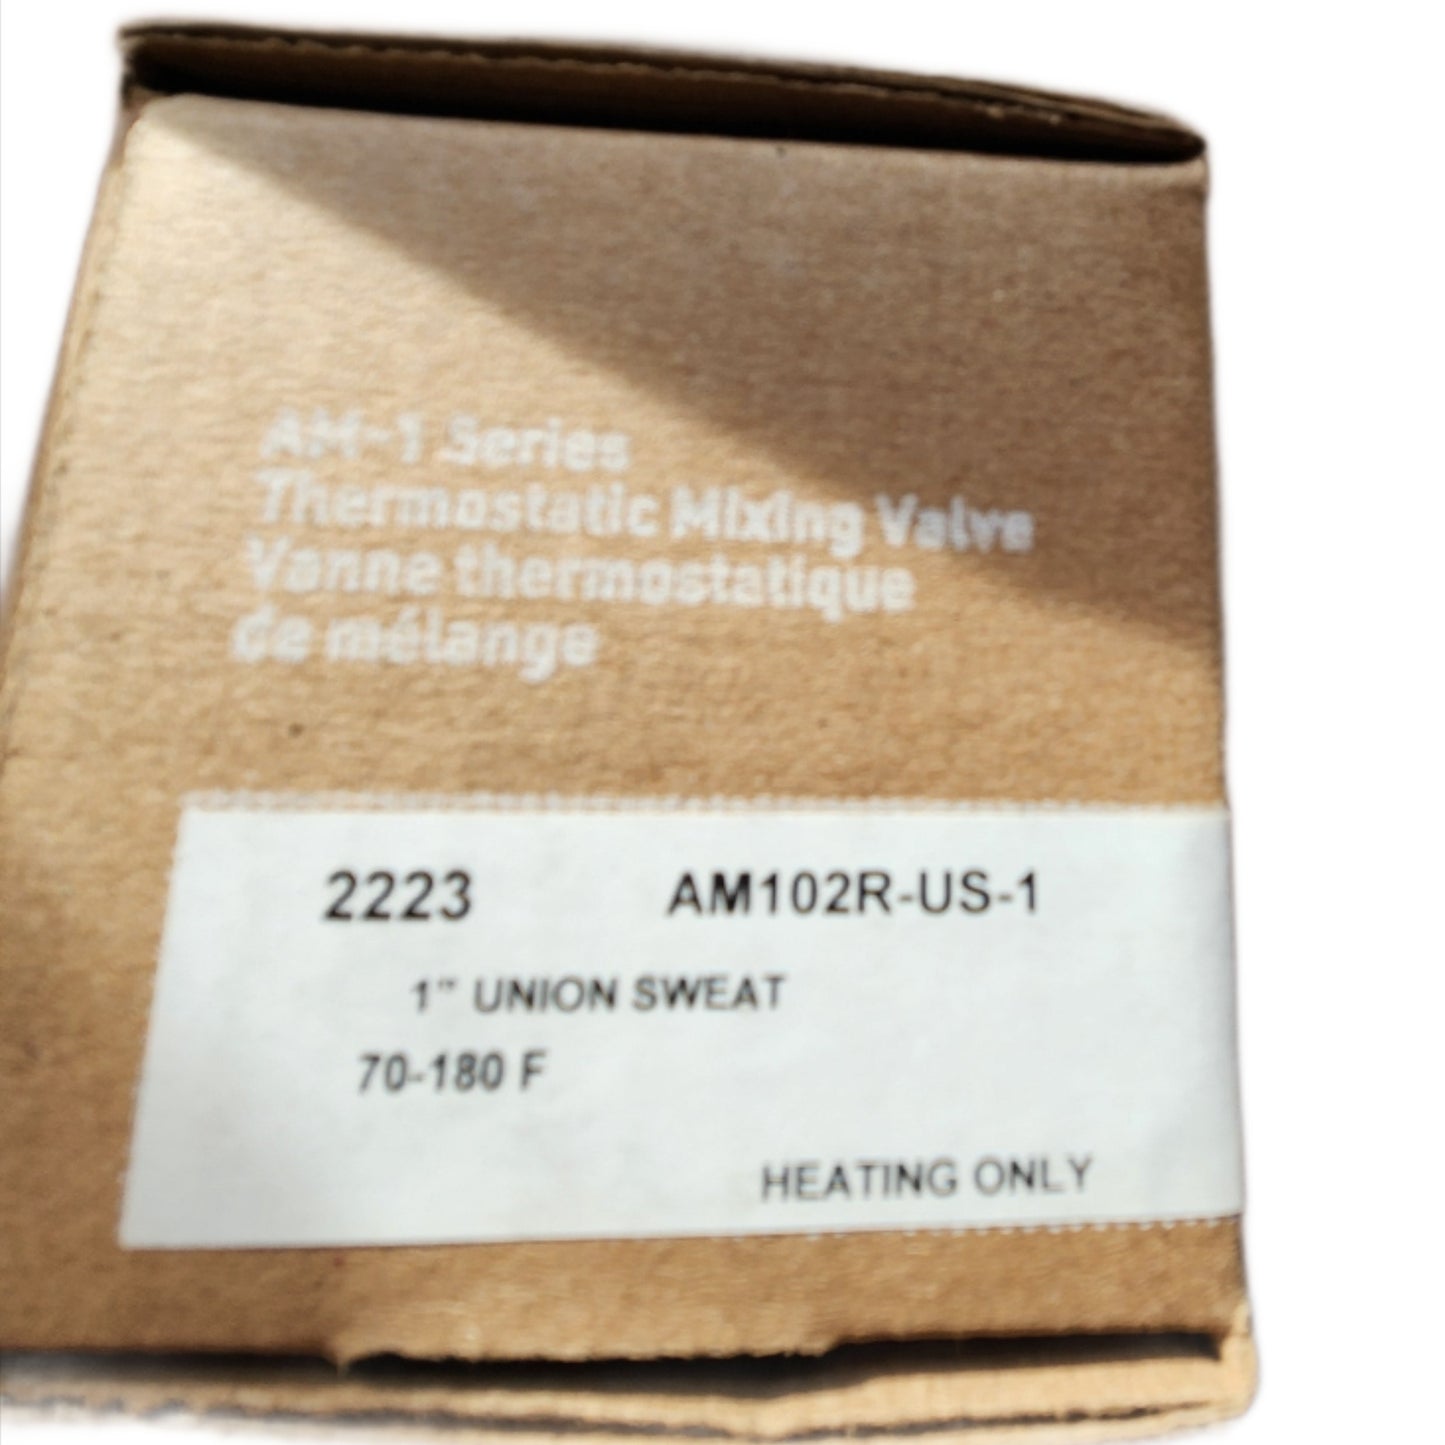 AM-1 Series
Thermostatic Mixing Valve
Vanne thermostatique
de mélange
2223 AM102R-US-1
1" UNION SWEAT
70-180 F
HEATING ONLY